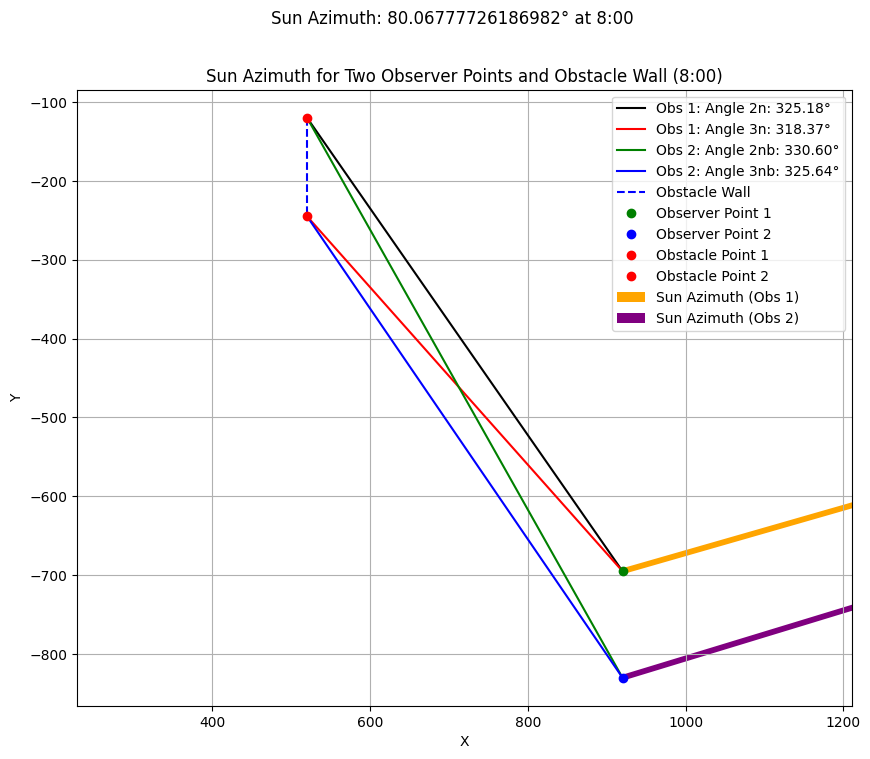 Sun Azimuth: 80.06777726186982° at 8:00
Sun Azimuth for Two Observer Points and Obstacle Wall (8:00)
Obs 1: Angle 2n: 325.18°
Obs 1: Angle 3n: 318.37°
Obs 2: Angle 2nb: 330.60°
Obs 2: Angle 3nb: 325.64°
Obstacle Wall
Observer Point 1
Observer Point 2
Obstacle Point 1
Obstacle Point 2
Sun Azimuth (Obs 1)
Sun Azimuth (Obs 2)
−100
−200
−300
−400
−500
−600
−700
−800
Y
400
600
800
1000
1200
X